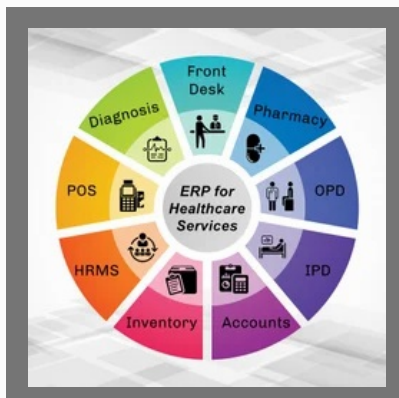 Front
Desk
Pharmacy
OPD
IPD
Accounts
Inventory
HRMS
POS
Diagnosis
ERP for
Healthcare
Services